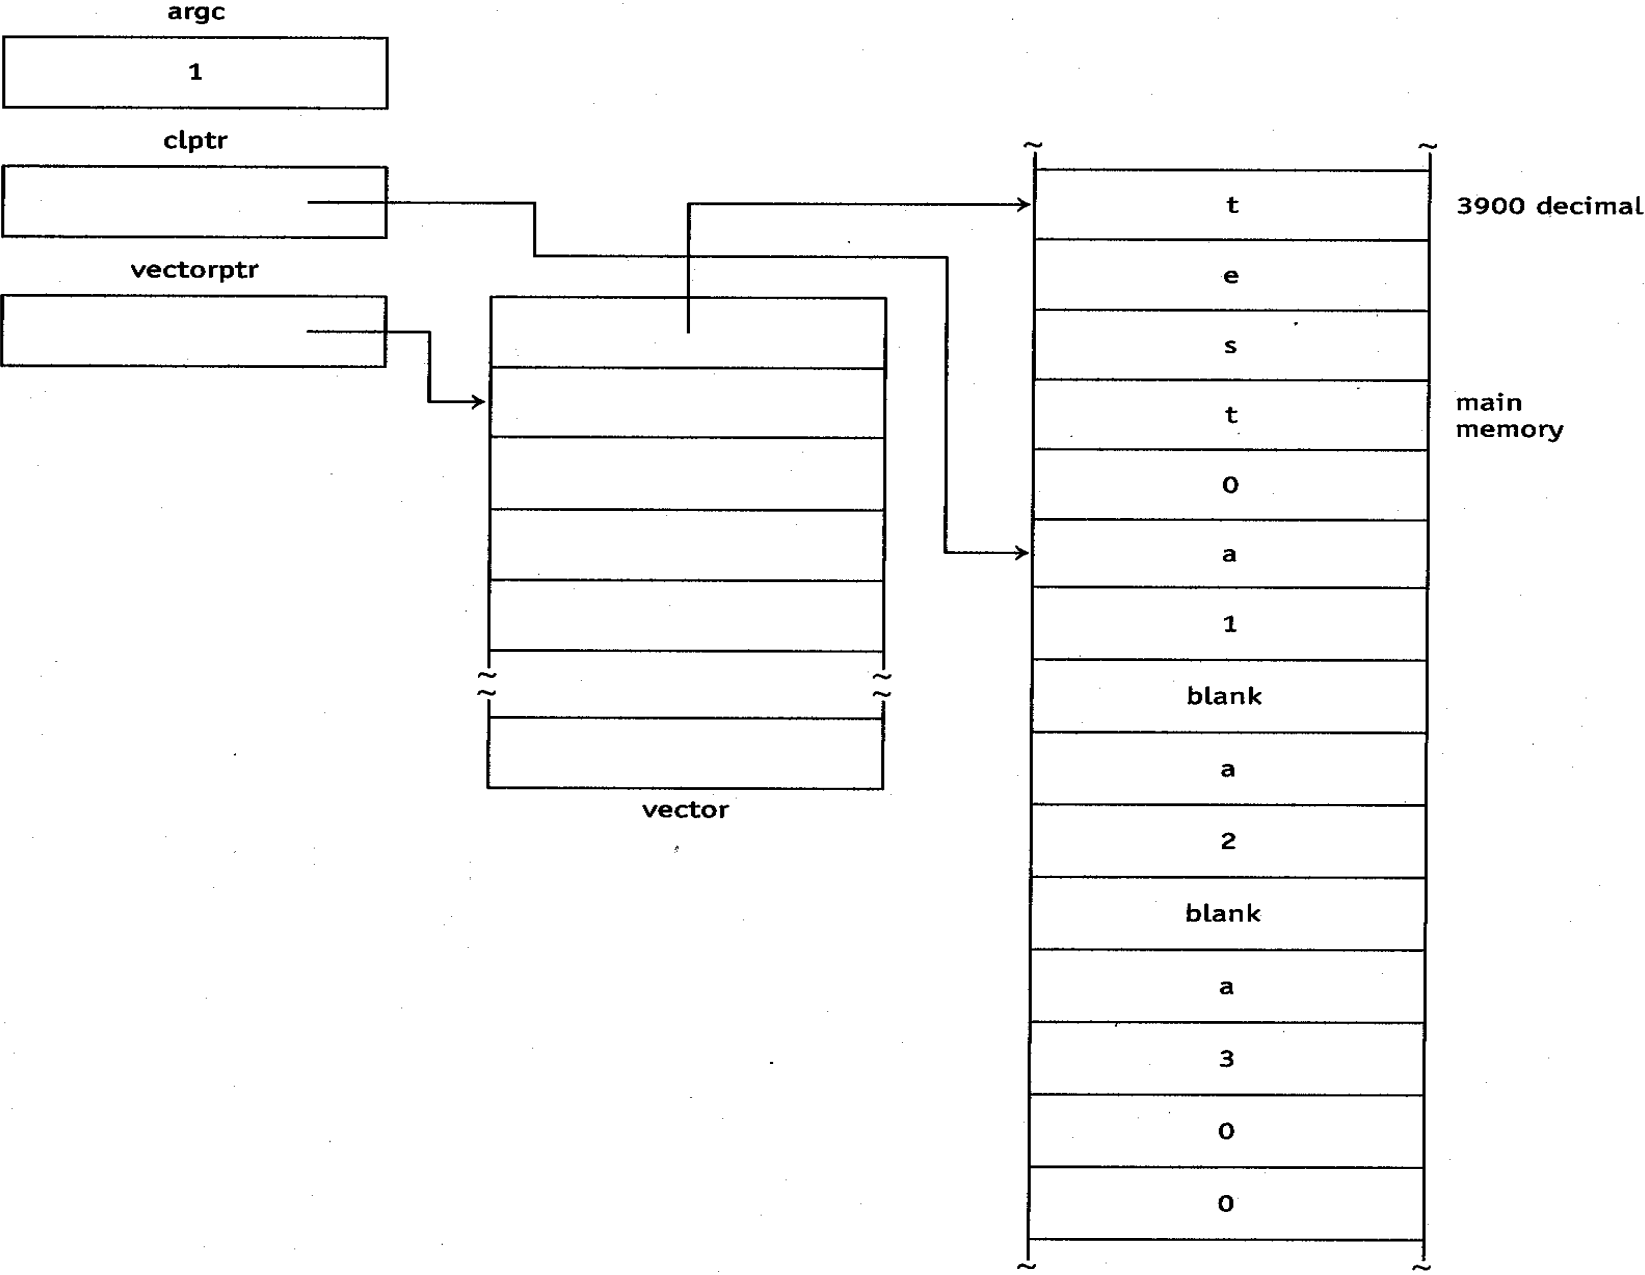 argc
1
clptr
vectorptr
vector
t
3900 decimal
e
s
t
main
memory
0
a
1
blank
a
2
blank
a
3
0
0